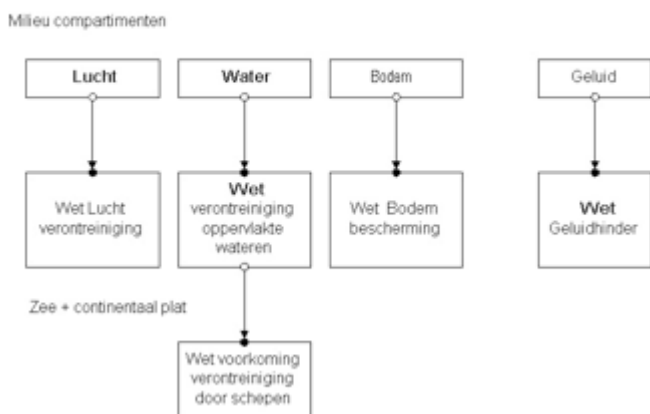 Milieu compartimenten
Lucht
Water
Bodem
Geluid
Wet Lucht
verontreiniging
Wet
verontreiniging
oppervlakte
wateren
Wet Bodem
bescherming
Wet
Geluidhinder
Zee + continentaal plat
Wet voorkoming
verontreiniging
door schepen